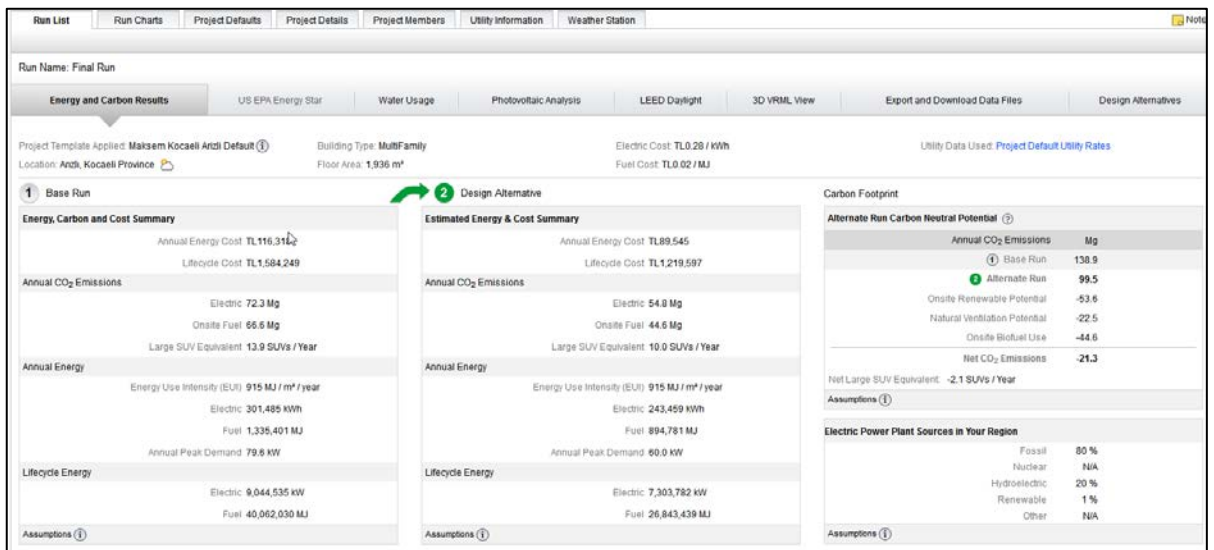 Run List Run Charts Project Defaults Project Details Project Members Utility Information Weather Station Note
Run Name: Final Run
Energy and Carbon Results US EPA Energy Star Water Usage Photovoltaic Analysis LEED Daylight 3D VRML View Export and Download Data Files Design Alternatives
Project Template Applied: Maksem Kocaeli Arizli Default Building Type: MultiFamily Electric Cost: TL0.28 / kWh Utility Data Used: Project Default Utility Rates
Location: Arizli, Kocaeli Province Floor Area: 1,936 m² Fuel Cost: TL0.02 / MJ
1 Base Run
Energy, Carbon and Cost Summary
Annual Energy Cost TL116,318
Lifecycle Cost TL1,584,249
Annual CO2 Emissions
Electric 72.3 Mg
Onsite Fuel 66.6 Mg
Large SUV Equivalent 13.9 SUVs / Year
Annual Energy
Energy Use Intensity (EUI) 915 MJ / m² / year
Electric 301,485 kWh
Fuel 1,335,401 MJ
Annual Peak Demand 79.6 kW
Lifecycle Energy
Electric 9,044,535 kW
Fuel 40,062,030 MJ
Assumptions
2 Design Alternative
Estimated Energy & Cost Summary
Annual Energy Cost TL89,545
Lifecycle Cost TL1,219,597
Annual CO2 Emissions
Electric 54.8 Mg
Onsite Fuel 44.6 Mg
Large SUV Equivalent 10.0 SUVs / Year
Annual Energy
Energy Use Intensity (EUI) 915 MJ / m² / year
Electric 243,459 kWh
Fuel 894,781 MJ
Annual Peak Demand 60.0 kW
Lifecycle Energy
Electric 7,303,782 kW
Fuel 26,843,439 MJ
Assumptions
Carbon Footprint
Alternate Run Carbon Neutral Potential ?
Annual CO2 Emissions Mg
1 Base Run 138.9
2 Alternate Run 99.5
Onsite Renewable Potential -53.6
Natural Ventilation Potential -22.5
Onsite Biofuel Use -44.6
Net CO2 Emissions -21.3
Net Large SUV Equivalent: -2.1 SUVs / Year
Assumptions
Electric Power Plant Sources in Your Region
Fossil 80 %
Nuclear N/A
Hydroelectric 20 %
Renewable 1 %
Other N/A
Assumptions